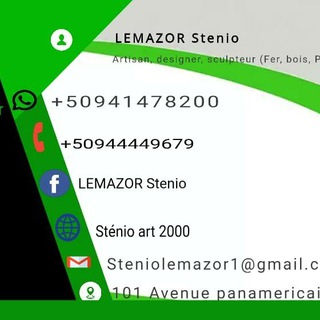 LEMAZOR Stenio
Artisan, designer, sculpteur (Fer, bois, P
+50941478200
+50944449679
LEMAZOR Stenio
Sténio art 2000
Steniolemazor1@gmail.c
101 Avenue panamericai